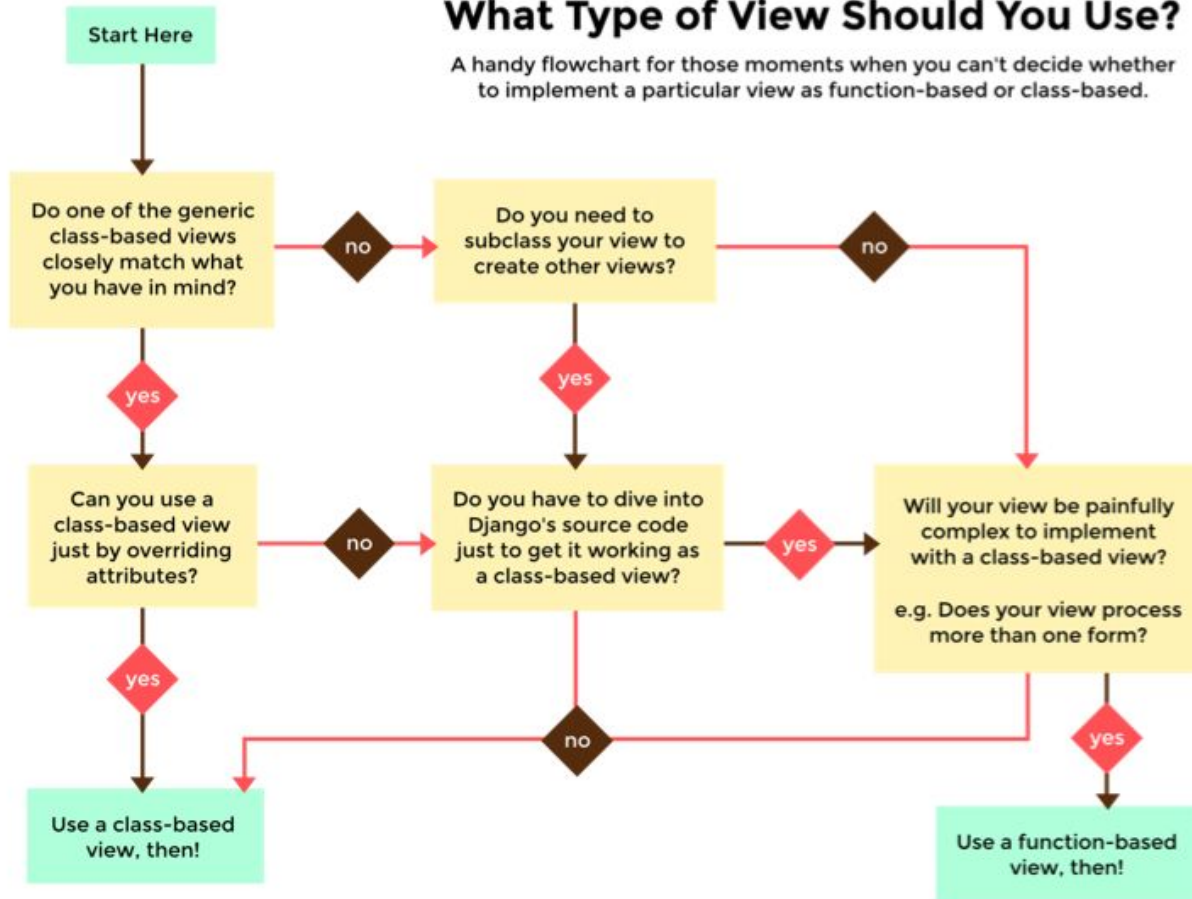 What Type of View Should You Use?
A handy flowchart for those moments when you can't decide whether
to implement a particular view as function-based or class-based.
Start Here
Do one of the generic
class-based views
closely match what
you have in mind?
no
Do you need to
subclass your view to
create other views?
no
yes
yes
Can you use a
class-based view
just by overriding
attributes?
no
Do you have to dive into
Django's source code
just to get it working as
a class-based view?
yes
Will your view be painfully
complex to implement
with a class-based view?
e.g. Does your view process
more than one form?
yes
no
yes
Use a class-based
view, then!
Use a function-based
view, then!